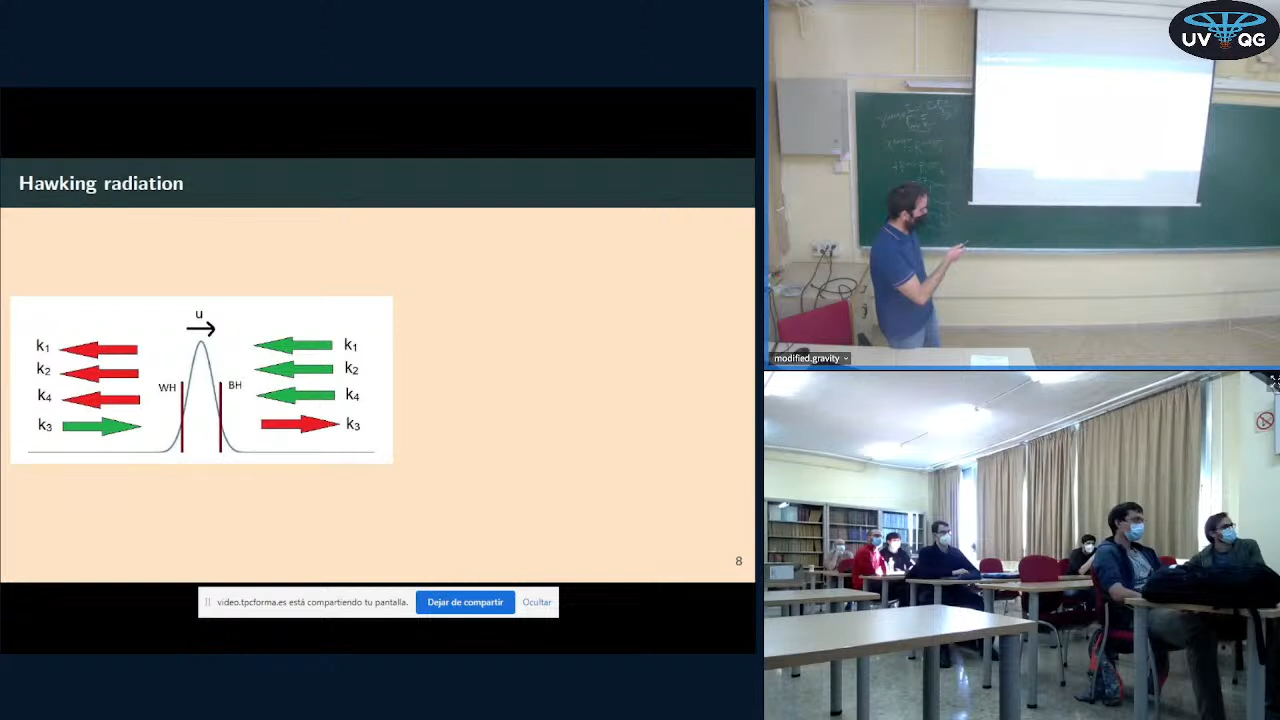 Hawking radiation
u
k₁
k₂
k₄
k₃
WH
BH
k₁
k₂
k₄
k₃
8
video.tpcforma.es está compartiendo tu pantalla.
Dejar de compartir
Ocultar
UV QG
modified.gravity